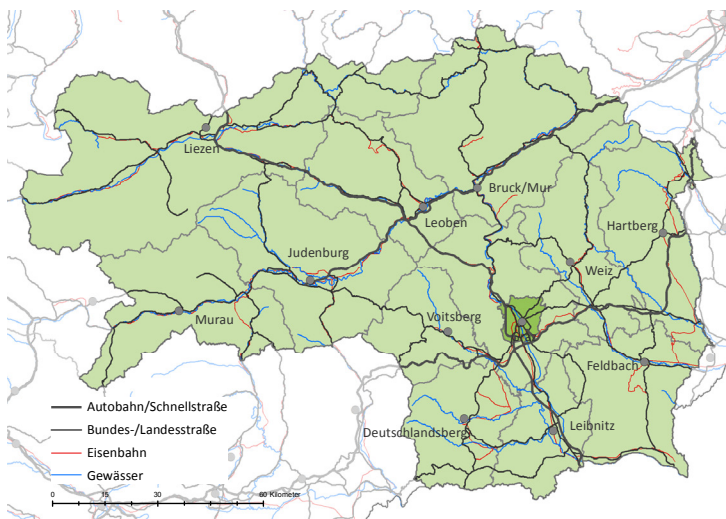 Liezen
Bruck/Mur
Leoben
Hartberg
Judenburg
Weiz
Murau
Voitsberg
Feldbach
Deutschlandsberg
Leibnitz
Autobahn/Schnellstraße
Bundes-/Landesstraße
Eisenbahn
Gewässer
0 15 30 60 Kilometer